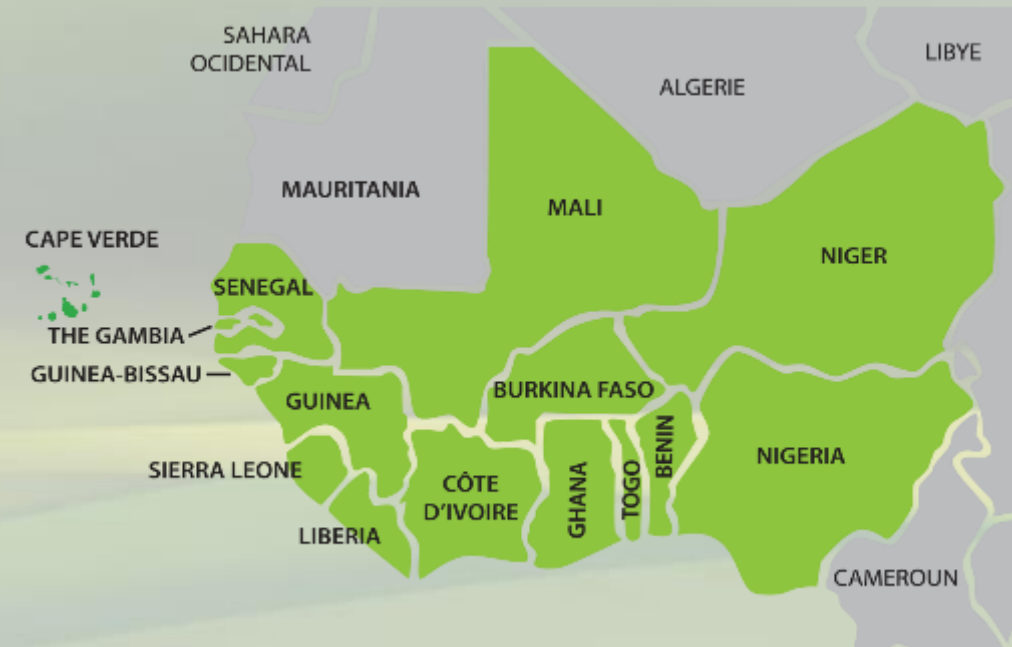 SAHARA
OCIDENTAL
LIBYE
ALGERIE
MAURITANIA
MALI
CAPE VERDE
NIGER
SENEGAL
THE GAMBIA
GUINEA-BISSAU
BURKINA FASO
GUINEA
BENIN
NIGERIA
SIERRA LEONE
CÔTE
D'IVOIRE
GHANA
TOGO
LIBERIA
CAMEROUN